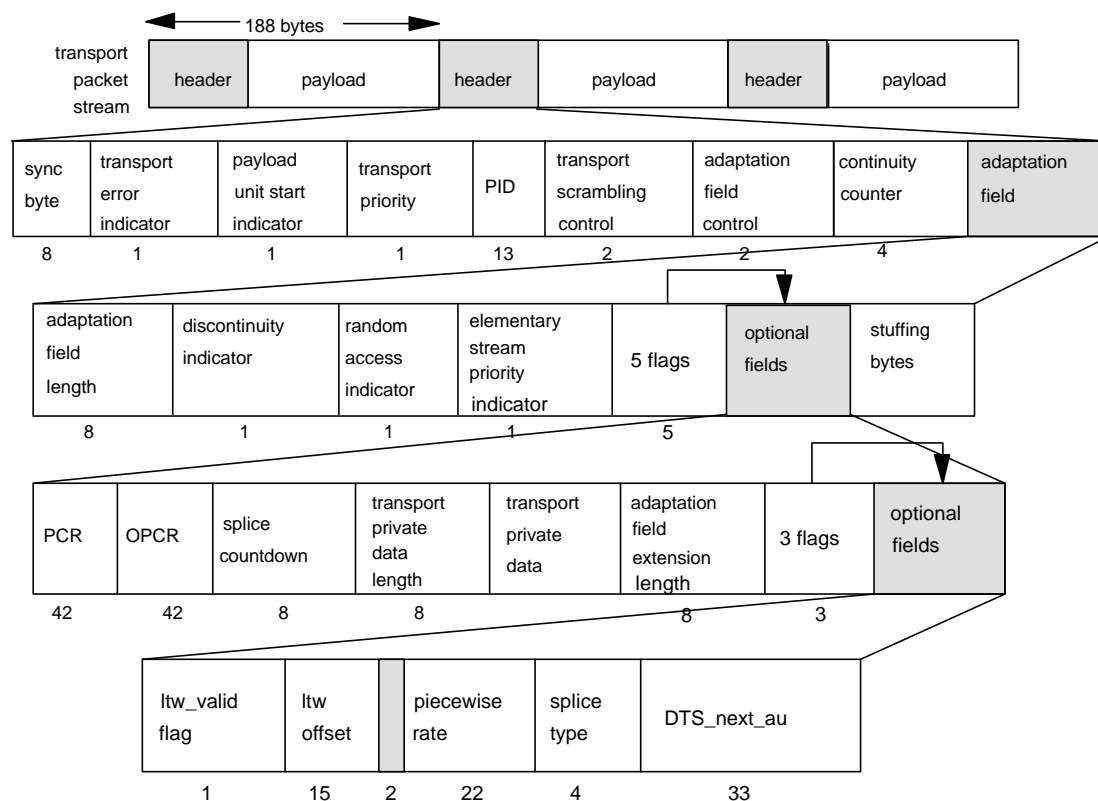 188 bytes
transport
packet
stream
header
payload
header
payload
header
payload
sync
byte
transport
error
indicator
payload
unit start
indicator
transport
priority
PID
transport
scrambling
control
adaptation
field
control
continuity
counter
adaptation
field
8
1
1
1
13
2
2
4
adaptation
field
length
discontinuity
indicator
random
access
indicator
elementary
stream
priority
indicator
5 flags
optional
fields
stuffing
bytes
8
1
1
1
5
PCR
OPCR
splice
countdown
transport
private
data
length
transport
private
data
adaptation
field
extension
length
3 flags
optional
fields
42
42
8
8
8
3
ltw_valid
flag
ltw
offset
piecewise
rate
splice
type
DTS_next_au
1
15
2
22
4
33